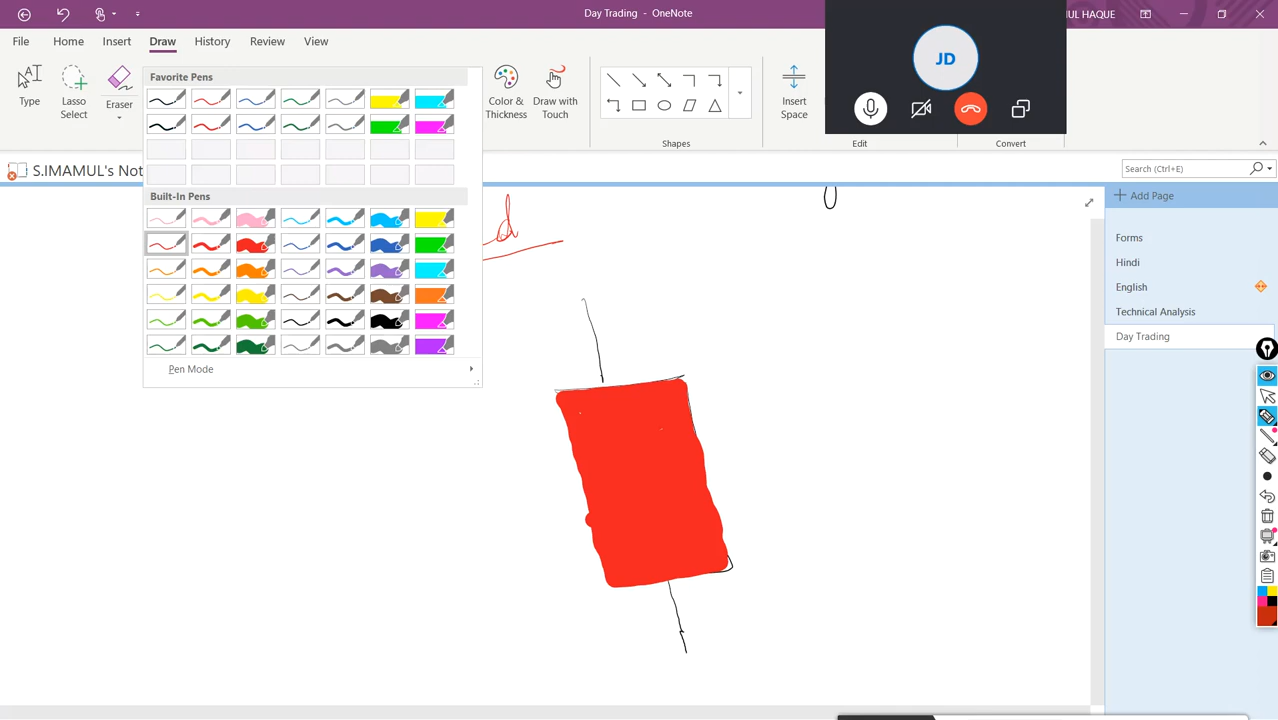 Day Trading - OneNote
UL HAQUE
File Home Insert Draw History Review View
JD
Type
Lasso Select
Eraser
Favorite Pens
Built-In Pens
Pen Mode
Color & Thickness
Draw with Touch
Shapes
Insert Space
Edit
Convert
S.IMAMUL's Not
Search (Ctrl+E)
d
Add Page
Forms
Hindi
English
Technical Analysis
Day Trading